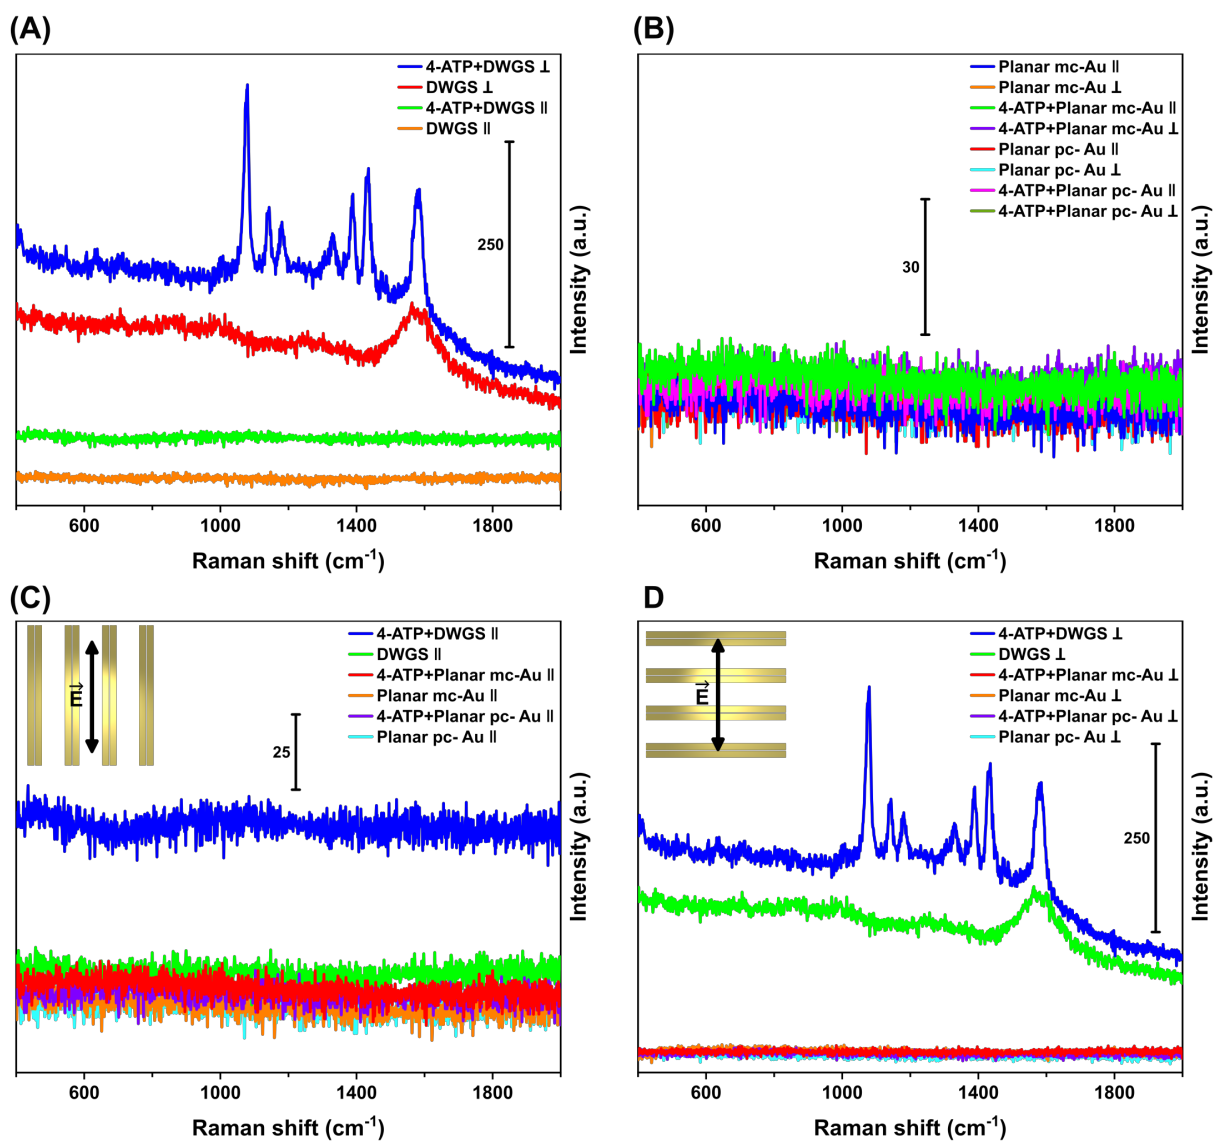 (A)
4-ATP+DWGS ⊥
DWGS ⊥
4-ATP+DWGS ||
DWGS ||
250
Intensity (a.u.)
600
1000
1400
1800
Raman shift (cm⁻¹)
(B)
Planar mc-Au ||
Planar mc-Au ⊥
4-ATP+Planar mc-Au ||
4-ATP+Planar mc-Au ⊥
Planar pc- Au ||
Planar pc- Au ⊥
4-ATP+Planar pc- Au ||
4-ATP+Planar pc- Au ⊥
30
Intensity (a.u.)
600
1000
1400
1800
Raman shift (cm⁻¹)
(C)
E⃗
4-ATP+DWGS ||
DWGS ||
4-ATP+Planar mc-Au ||
Planar mc-Au ||
4-ATP+Planar pc- Au ||
Planar pc- Au ||
25
Intensity (a.u.)
600
1000
1400
1800
Raman shift (cm⁻¹)
D
E⃗
4-ATP+DWGS ⊥
DWGS ⊥
4-ATP+Planar mc-Au ⊥
Planar mc-Au ⊥
4-ATP+Planar pc- Au ⊥
Planar pc- Au ⊥
250
Intensity (a.u.)
600
1000
1400
1800
Raman shift (cm⁻¹)